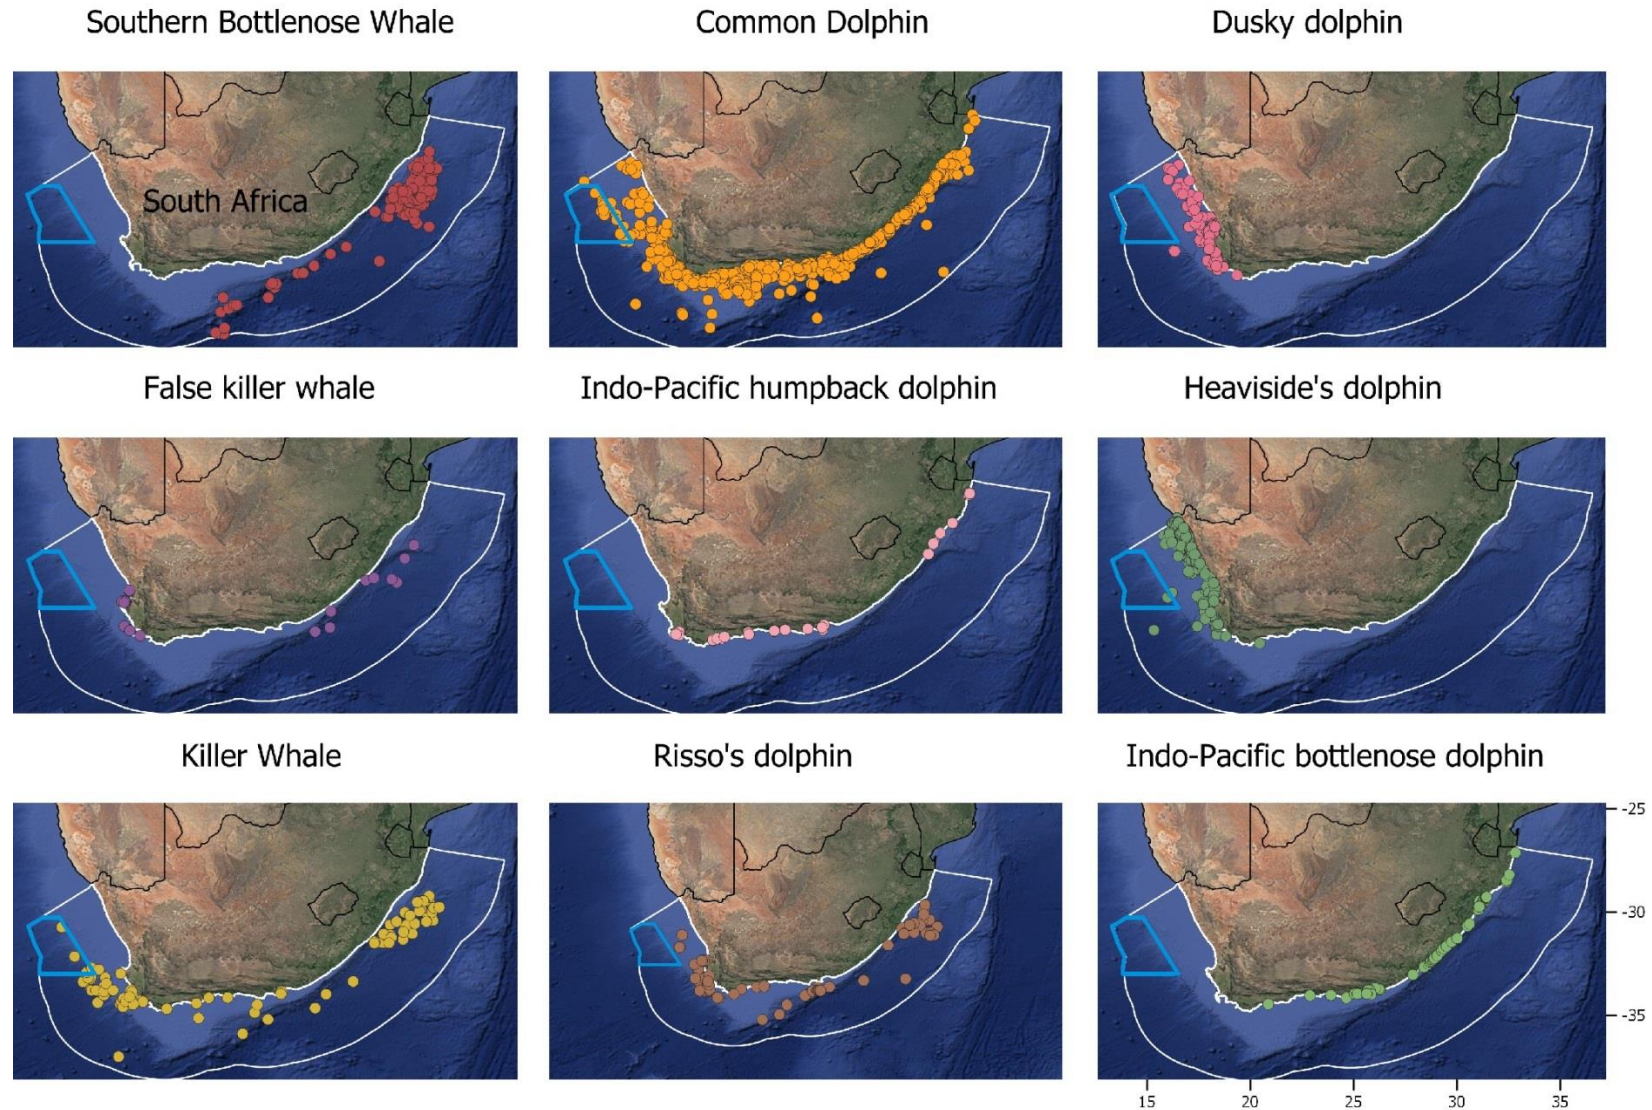 Southern Bottlenose Whale
Common Dolphin
Dusky dolphin
South Africa
False killer whale
Indo-Pacific humpback dolphin
Heaviside's dolphin
Killer Whale
Risso's dolphin
Indo-Pacific bottlenose dolphin
-25
-30
-35
15 20 25 30 35